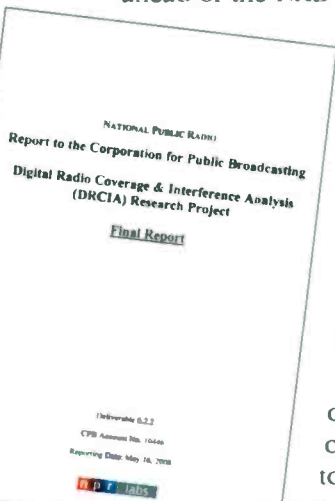 ahead of the NAB
NATIONAL PUBLIC RADIO
Report to the Corporation for Public Broadcasting
Digital Radio Coverage & Interference Analysis
(DRCIA) Research Project
Final Report
Deliverable 6.2.2
CPB Account No. 10446
Reporting Date: May 16, 2008
npr labs
to